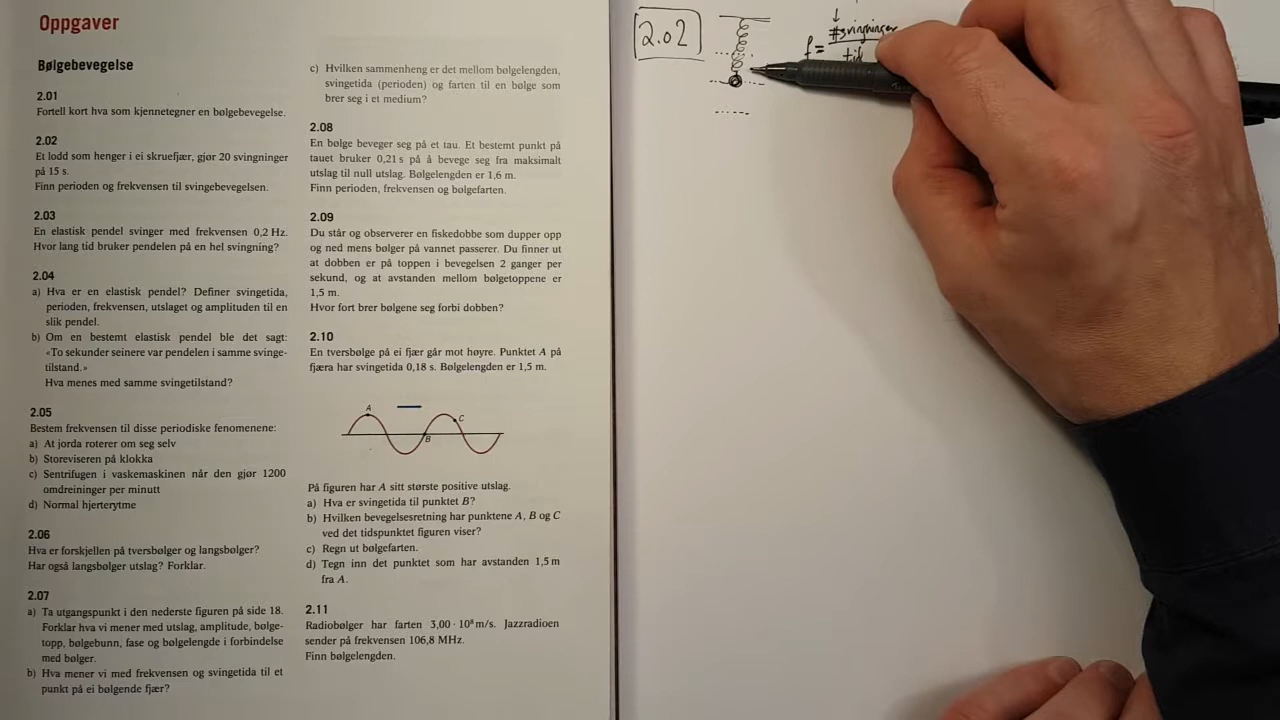 Oppgaver
Bølgebevegelse
2.01
Fortell kort hva som kjennetegner en bølgebevegelse.
2.02
Et lodd som henger i ei skruefjær, gjør 20 svingninger
på 15 s.
Finn perioden og frekvensen til svingebevegelsen.
2.03
En elastisk pendel svinger med frekvensen 0,2 Hz.
Hvor lang tid bruker pendelen på en hel svingning?
2.04
a) Hva er en elastisk pendel? Definer svingetida,
perioden, frekvensen, utslaget og amplituden til en
slik pendel.
b) Om en bestemt elastisk pendel ble det sagt:
«To sekunder seinere var pendelen i samme svinge-
tilstand.»
Hva menes med samme svingetilstand?
2.05
Bestem frekvensen til disse periodiske fenomenene:
a) At jorda roterer om seg selv
b) Storeviseren på klokka
c) Sentrifugen i vaskemaskinen når den gjør 1200
omdreininger per minutt
d) Normal hjerterytme
2.06
Hva er forskjellen på tversbølger og langsbølger?
Har også langsbølger utslag? Forklar.
2.07
a) Ta utgangspunkt i den nederste figuren på side 18.
Forklar hva vi mener med utslag, amplitude, bølge-
topp, bølgebunn, fase og bølgelengde i forbindelse
med bølger.
b) Hva mener vi med frekvensen og svingetida til et
punkt på ei bølgende fjær?
c) Hvilken sammenheng er det mellom bølgelengden,
svingetida (perioden) og farten til en bølge som
brer seg i et medium?
2.08
En bølge beveger seg på et tau. Et bestemt punkt på
tauet bruker 0,21 s på å bevege seg fra maksimalt
utslag til null utslag. Bølgelengden er 1,6 m.
Finn perioden, frekvensen og bølgefarten.
2.09
Du står og observerer en fiskedobbe som dupper opp
og ned mens bølger på vannet passerer. Du finner ut
at dobben er på toppen i bevegelsen 2 ganger per
sekund, og at avstanden mellom bølgetoppene er
1,5 m.
Hvor fort brer bølgene seg forbi dobben?
2.10
En tversbølge på ei fjær går mot høyre. Punktet A på
fjæra har svingetida 0,18 s. Bølgelengden er 1,5 m.
A
B
C
På figuren har A sitt største positive utslag.
a) Hva er svingetida til punktet B?
b) Hvilken bevegelsesretning har punktene A, B og C
ved det tidspunktet figuren viser?
c) Regn ut bølgefarten.
d) Tegn inn det punktet som har avstanden 1,5 m
fra A.
2.11
Radiobølger har farten 3,00 · 10⁸ m/s. Jazzradioen
sender på frekvensen 106,8 MHz.
Finn bølgelengden.
2.02
#svingninger
f =
tid